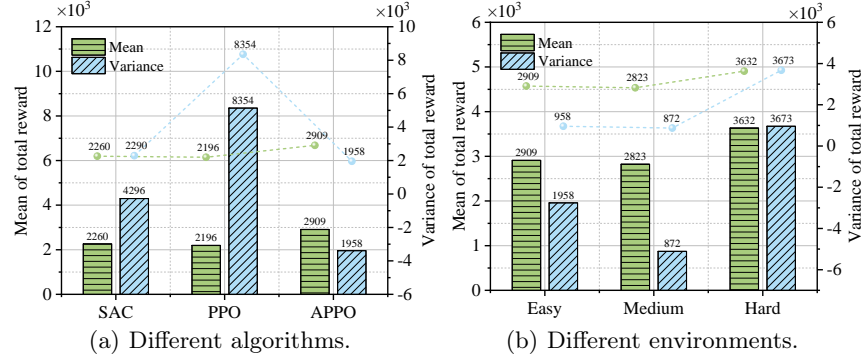 ×10³ ×10³
12 10
Mean
Variance
8354
10 8
8 6
8354
6 4
2909
2260 2290 2196 1958
4 2
4296
2 0
2260 2196 2909 1958
0 -2
-4
-6
Mean of total reward
Variance of total reward
SAC PPO APPO
(a) Different algorithms.
×10³ ×10³
6 6
Mean
Variance
5 4
2909 2823 3632 3673
4 2
958 872
3632 3673
3 0
2909 2823
2 -2
1958
1 -4
872
0 -6
Mean of total reward
Variance of total reward
Easy Medium Hard
(b) Different environments.